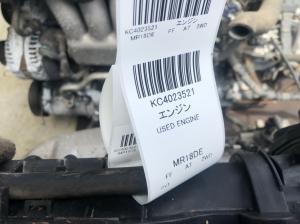 KC4023521 エンジン
MR18DE FF AT 2WD
KC4023521
エンジン
USED ENGINE
MR18DE
FF AT 2WD